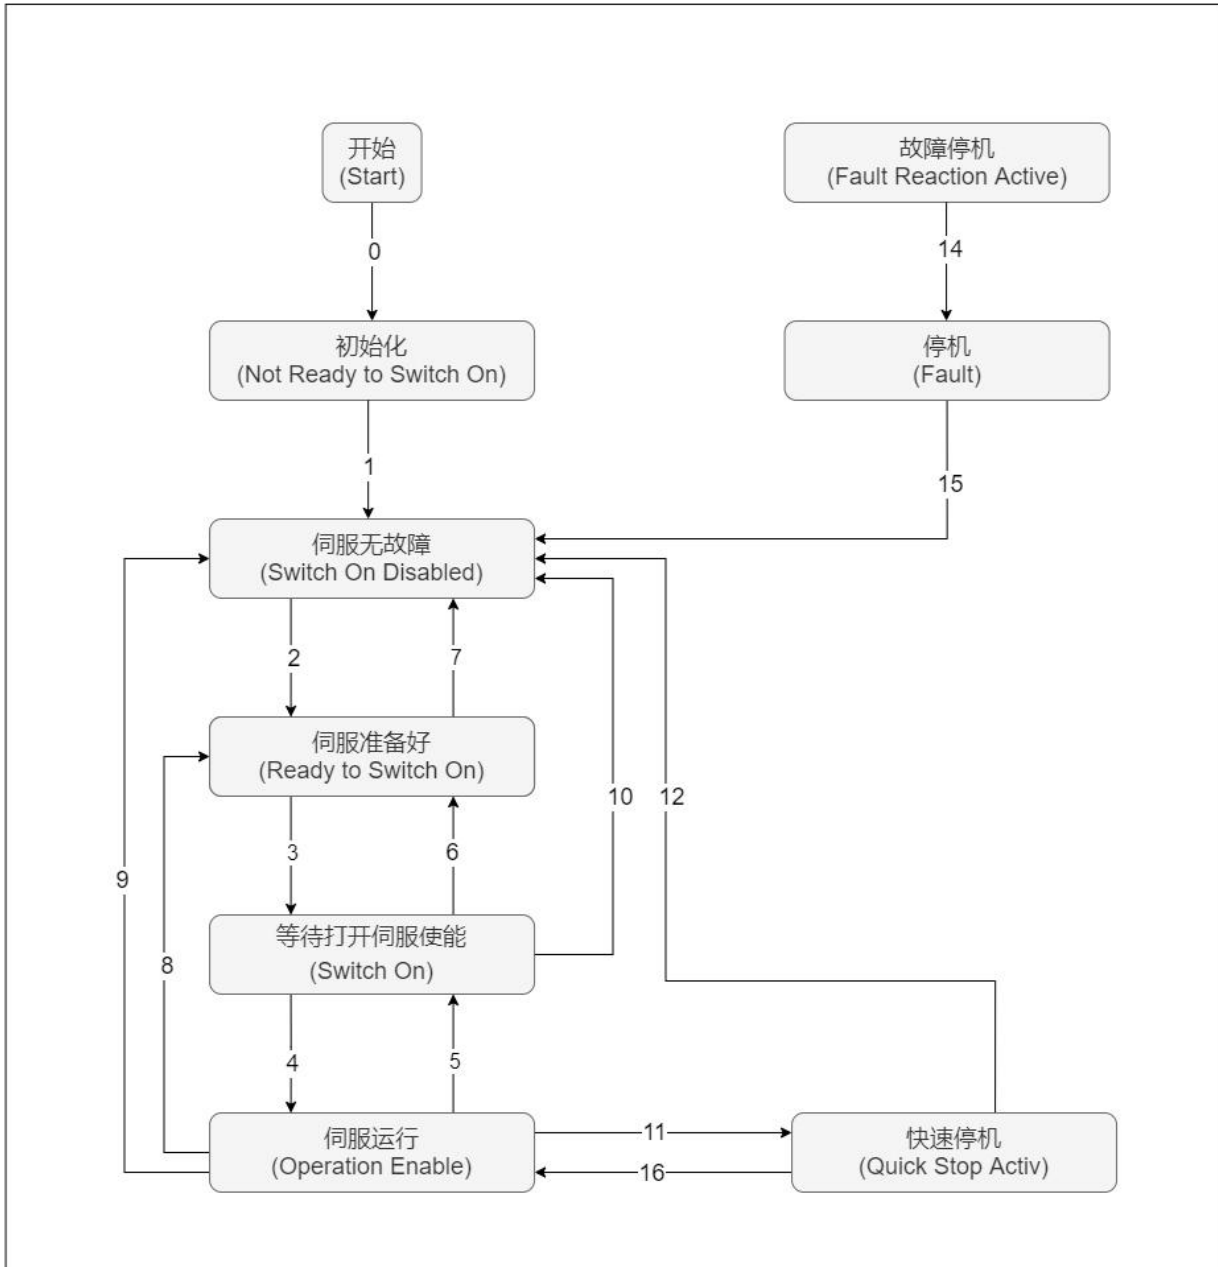 开始
(Start)
故障停机
(Fault Reaction Active)
0
14
初始化
(Not Ready to Switch On)
停机
(Fault)
1
15
伺服无故障
(Switch On Disabled)
2
7
伺服准备好
(Ready to Switch On)
10
12
3
6
9
等待打开伺服使能
(Switch On)
8
4
5
伺服运行
(Operation Enable)
11
16
快速停机
(Quick Stop Activ)